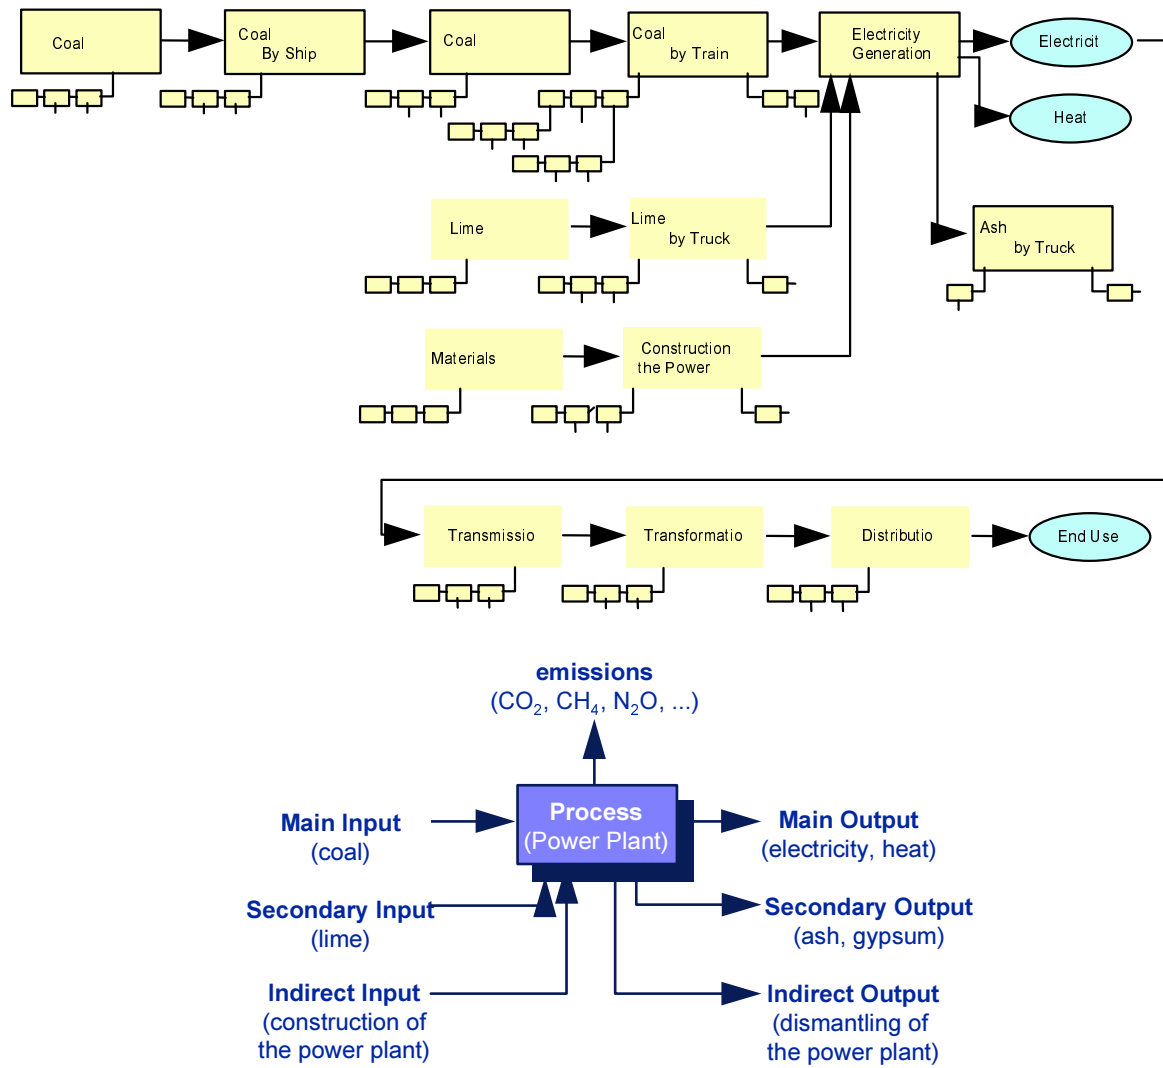 Coal
Coal
By Ship
Coal
Coal
by Train
Electricity
Generation
Electricit
Heat
Lime
Lime
by Truck
Ash
by Truck
Materials
Construction
the Power
Transmissio
Transformatio
Distributio
End Use
emissions
(CO₂, CH₄, N₂O, ...)
Process
(Power Plant)
Main Input
(coal)
Main Output
(electricity, heat)
Secondary Input
(lime)
Secondary Output
(ash, gypsum)
Indirect Input
(construction of
the power plant)
Indirect Output
(dismantling of
the power plant)